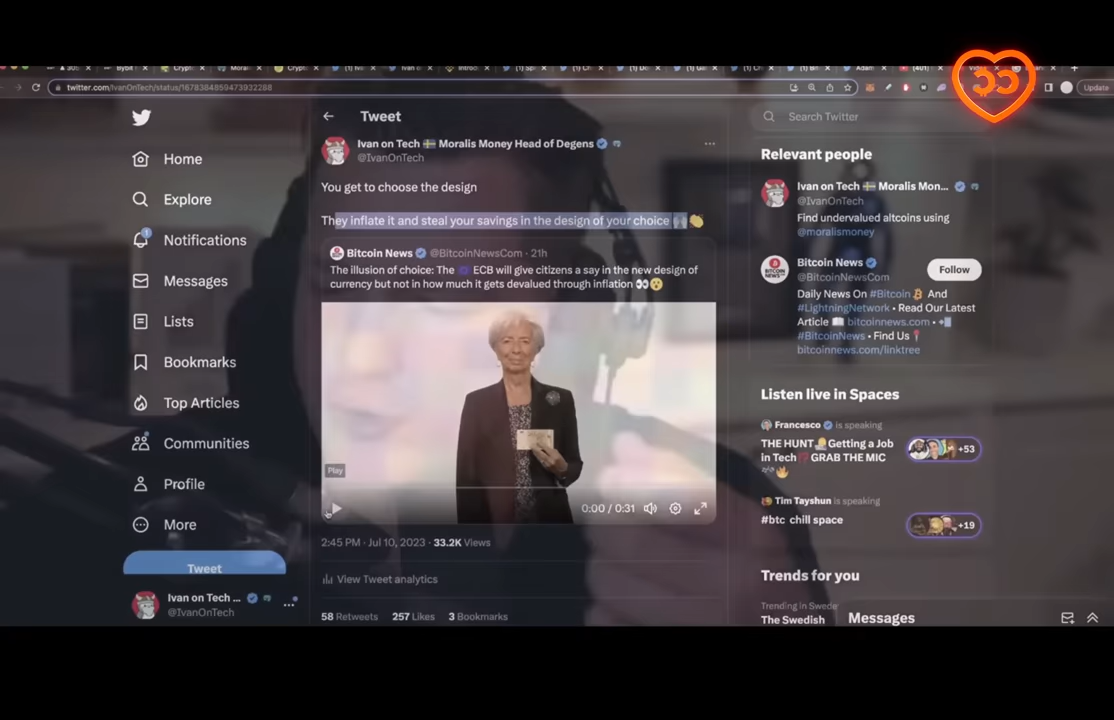 twitter.com/IvanOnTech/status/1678384859473932288
Update
Tweet
Search Twitter
Home
Explore
Notifications
Messages
Lists
Bookmarks
Top Articles
Communities
Profile
More
Tweet
Ivan on Tech ...
@IvanOnTech
Ivan on Tech 🇸🇪 Moralis Money Head of Degens
@IvanOnTech
You get to choose the design
They inflate it and steal your savings in the design of your choice
Bitcoin News @BitcoinNewsCom · 21h
The illusion of choice: The ECB will give citizens a say in the new design of
currency but not in how much it gets devalued through inflation 👀😮
Play
0:00 / 0:31
2:45 PM · Jul 10, 2023 · 33.2K Views
View Tweet analytics
58 Retweets 257 Likes 3 Bookmarks
Relevant people
Ivan on Tech 🇸🇪 Moralis Mon...
@IvanOnTech
Find undervalued altcoins using
@moralismoney
Bitcoin News
@BitcoinNewsCom
Follow
Daily News On #Bitcoin And
#LightningNetwork • Read Our Latest
Article bitcoinnews.com •
#BitcoinNews • Find Us
bitcoinnews.com/linktree
Listen live in Spaces
Francesco is speaking
THE HUNT Getting a Job
in Tech GRAB THE MIC
+53
Tim Tayshun is speaking
#btc chill space
+19
Trends for you
Trending in Swede
The Swedish
Messages